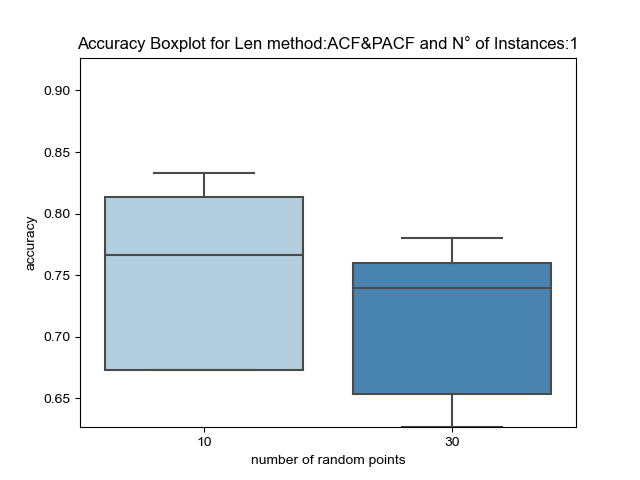 Accuracy Boxplot for Len method:ACF&PACF and N° of Instances:1
0.90
0.85
0.80
0.75
0.70
0.65
accuracy
10
30
number of random points